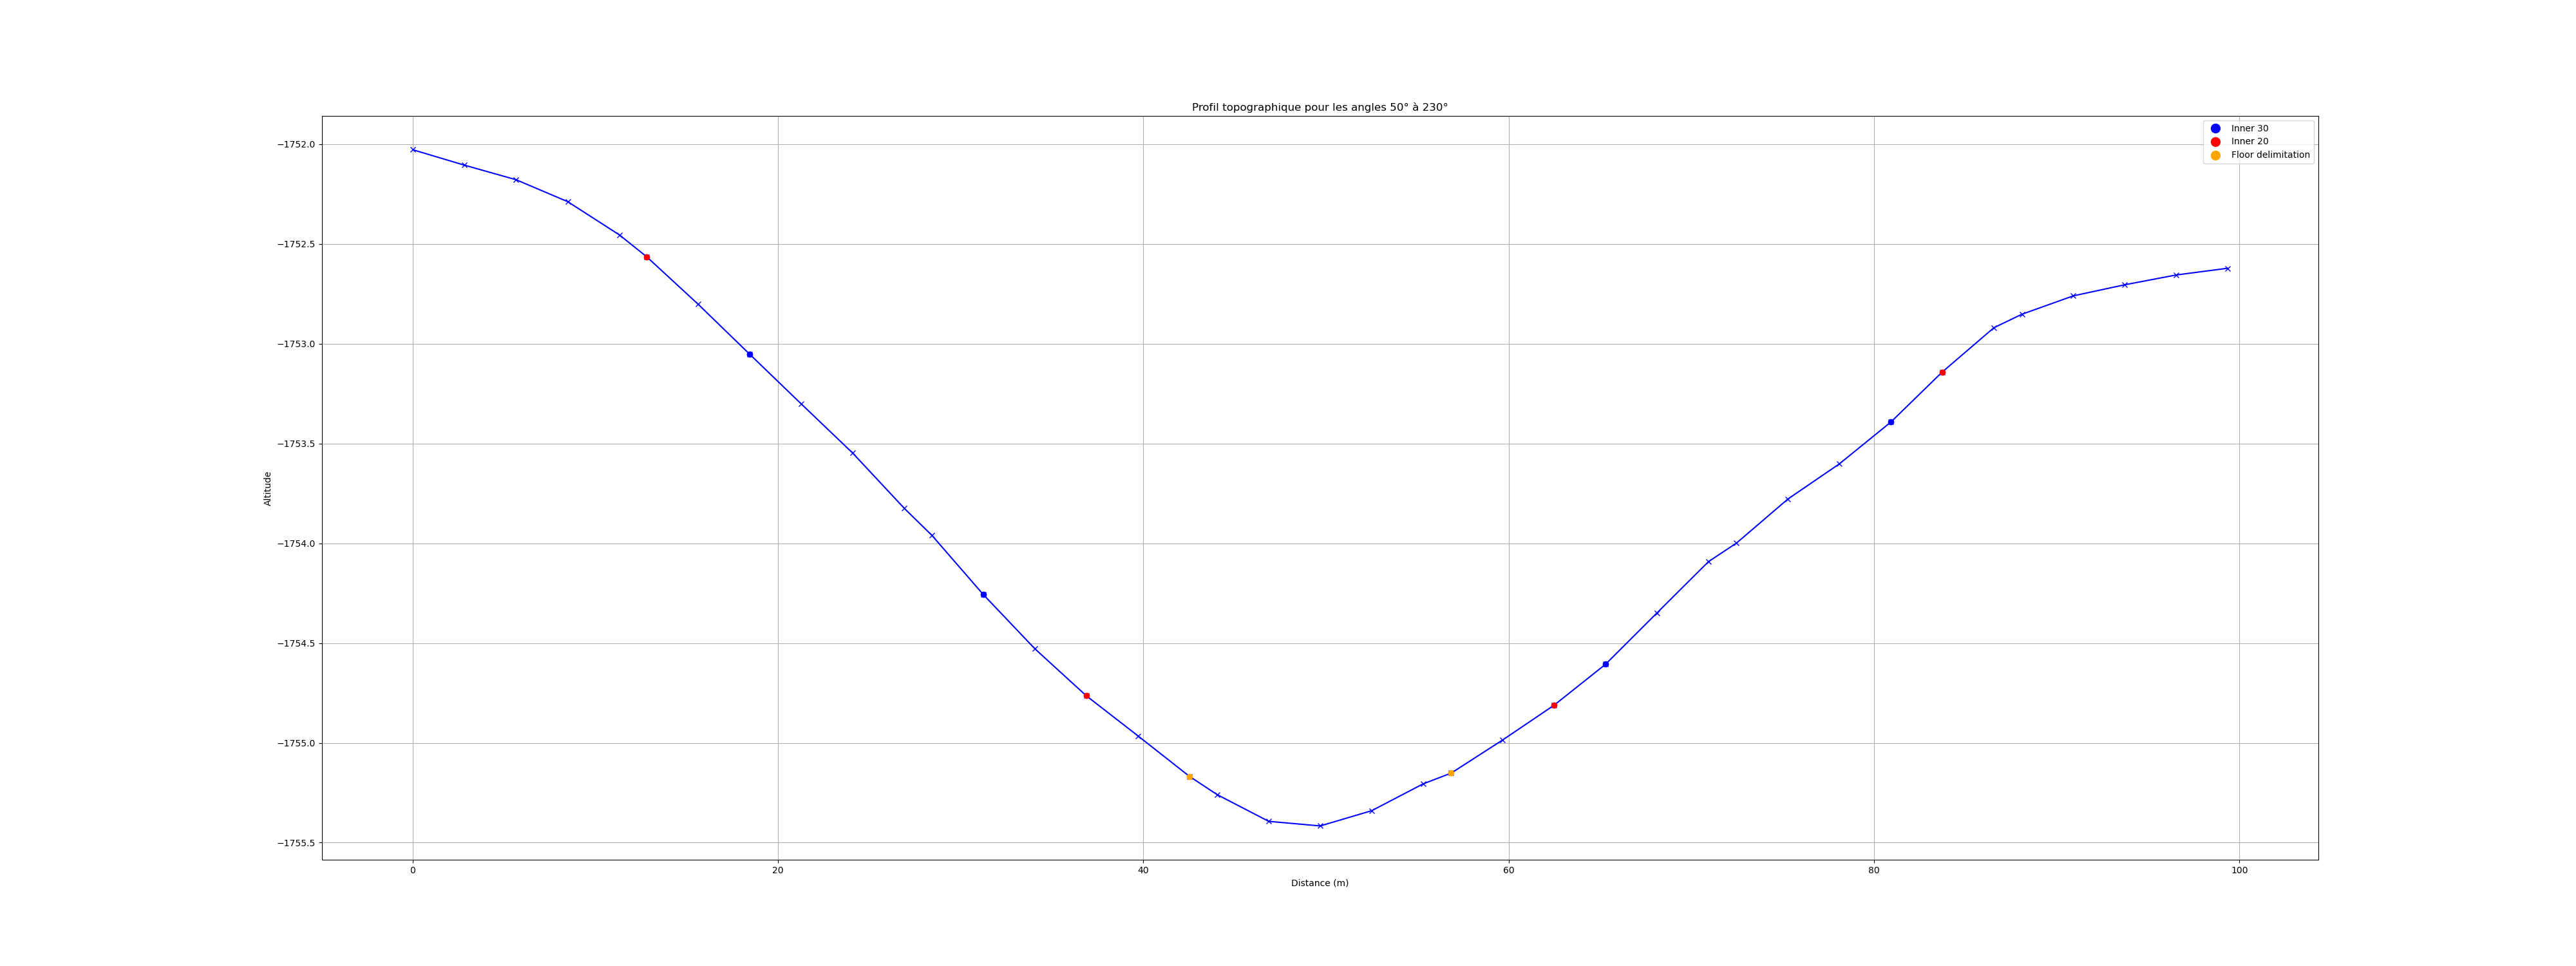 Profil topographique pour les angles 50° à 230°
Inner 30
Inner 20
Floor delimitation
−1752.0
−1752.5
−1753.0
−1753.5
−1754.0
−1754.5
−1755.0
−1755.5
Altitude
0 20 40 60 80 100
Distance (m)